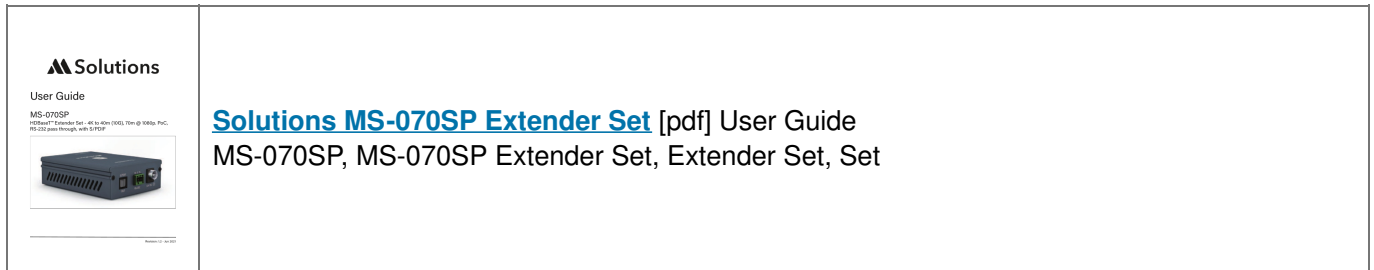 Solutions
User Guide
MS-070SP
HDBaseT™ Extender Set - 4K to 40m (10G), 70m @ 1080p, PoC,
RS-232 pass through, with S/PDIF
Solutions MS-070SP Extender Set [pdf] User Guide
MS-070SP, MS-070SP Extender Set, Extender Set, Set